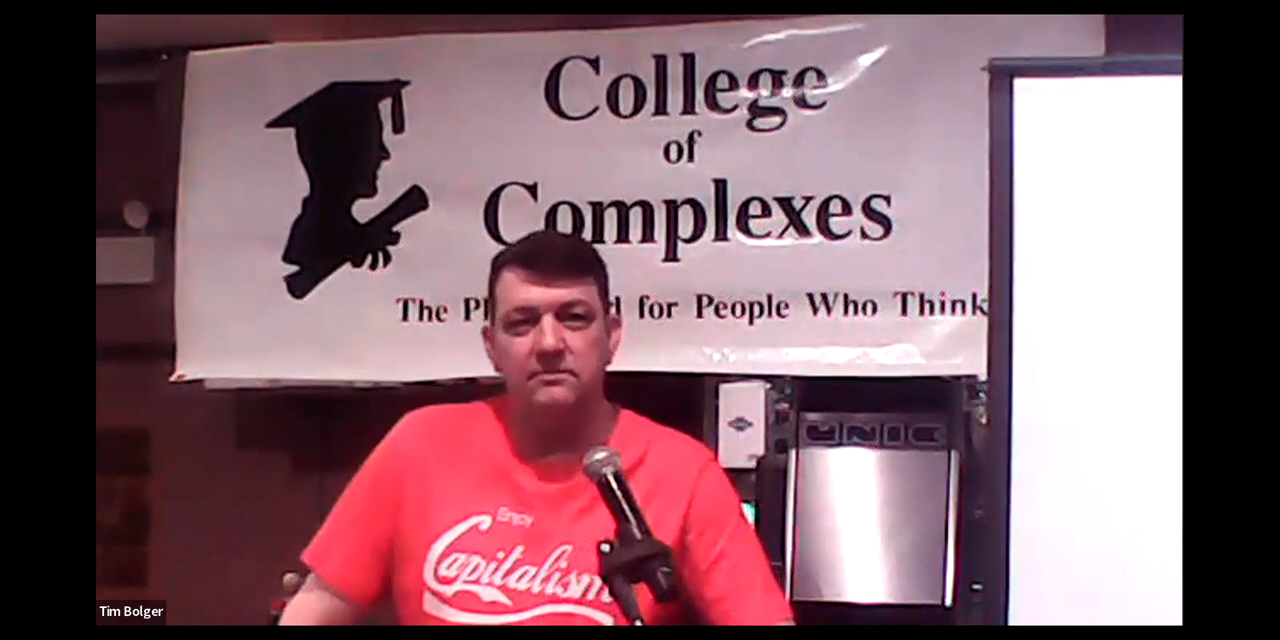 College
of
Complexes
The Pl d for People Who Think
UNIC
Enjoy
Capitalism
Tim Bolger